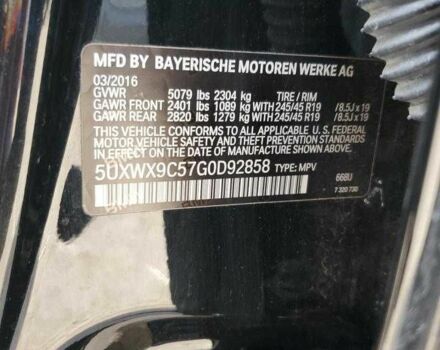 MFD BY BAYERISCHE MOTOREN WERKE AG
03/2016
GVWR 5079 lbs 2304 kg TIRE / RIM
GAWR FRONT 2401 lbs 1089 kg WITH 245/45 R19 / 8.5J x 19
GAWR REAR 2820 lbs 1279 kg WITH 245/45 R19 / 8.5J x 19
THIS VEHICLE CONFORMS TO ALL APPLICABLE U. S. FEDERAL
MOTOR VEHICLE SAFETY AND THEFT PREVENTION STANDARDS IN
EFFECT ON THE DATE OF MANUFACTURE SHOWN ABOVE.
5UXWX9C57G0D92858 TYPE: MPV
668U
7 320 730